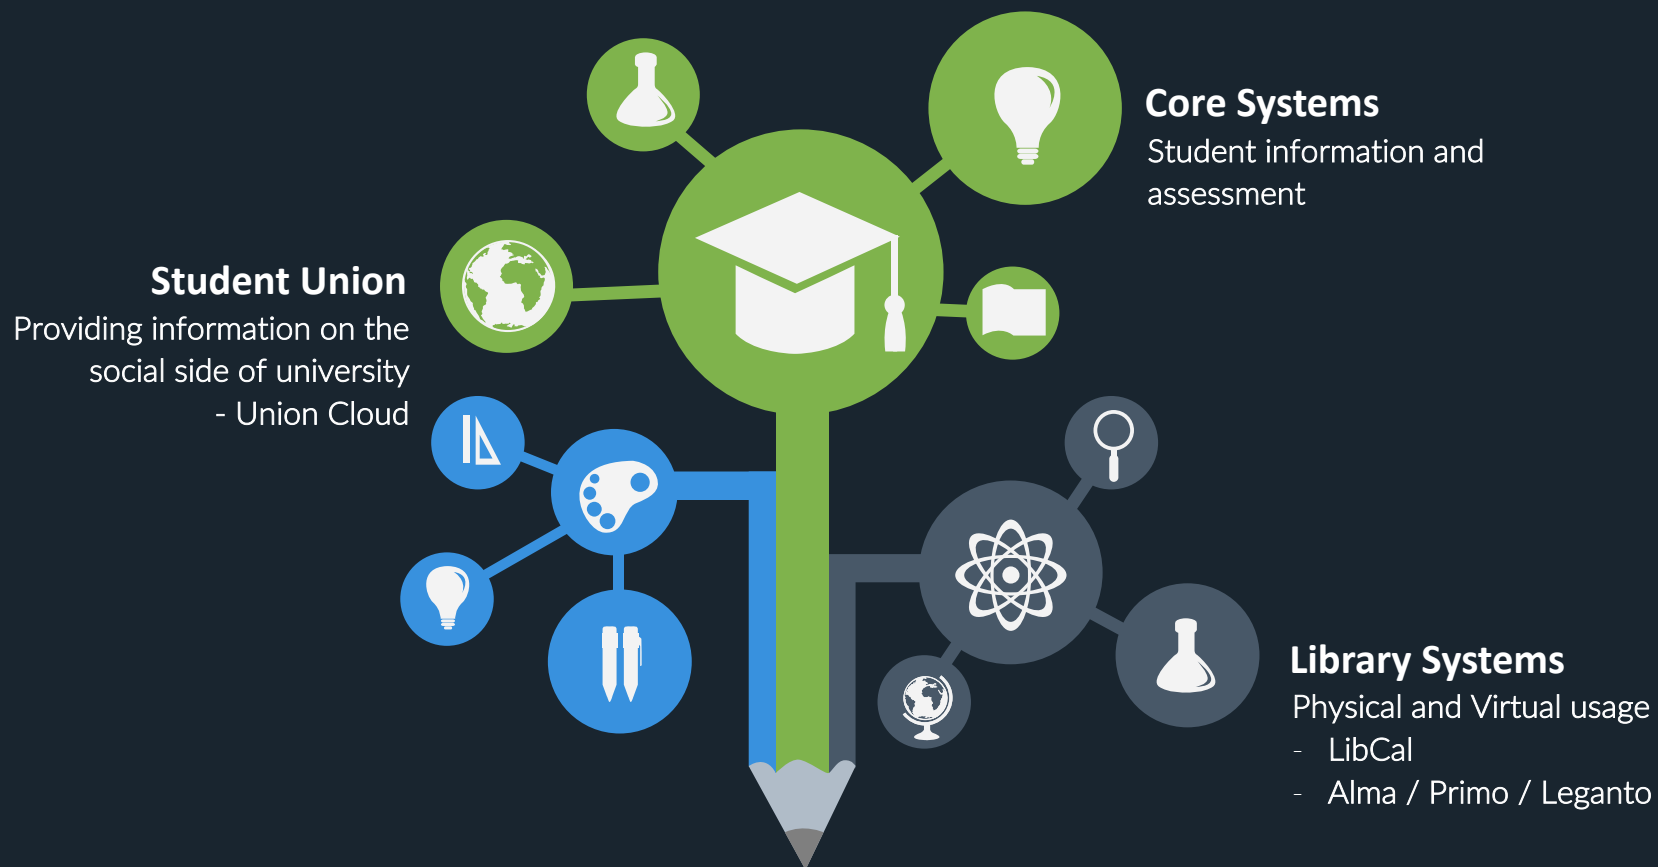 Core Systems
Student information and
assessment
Student Union
Providing information on the
social side of university
- Union Cloud
Library Systems
Physical and Virtual usage
- LibCal
- Alma / Primo / Leganto